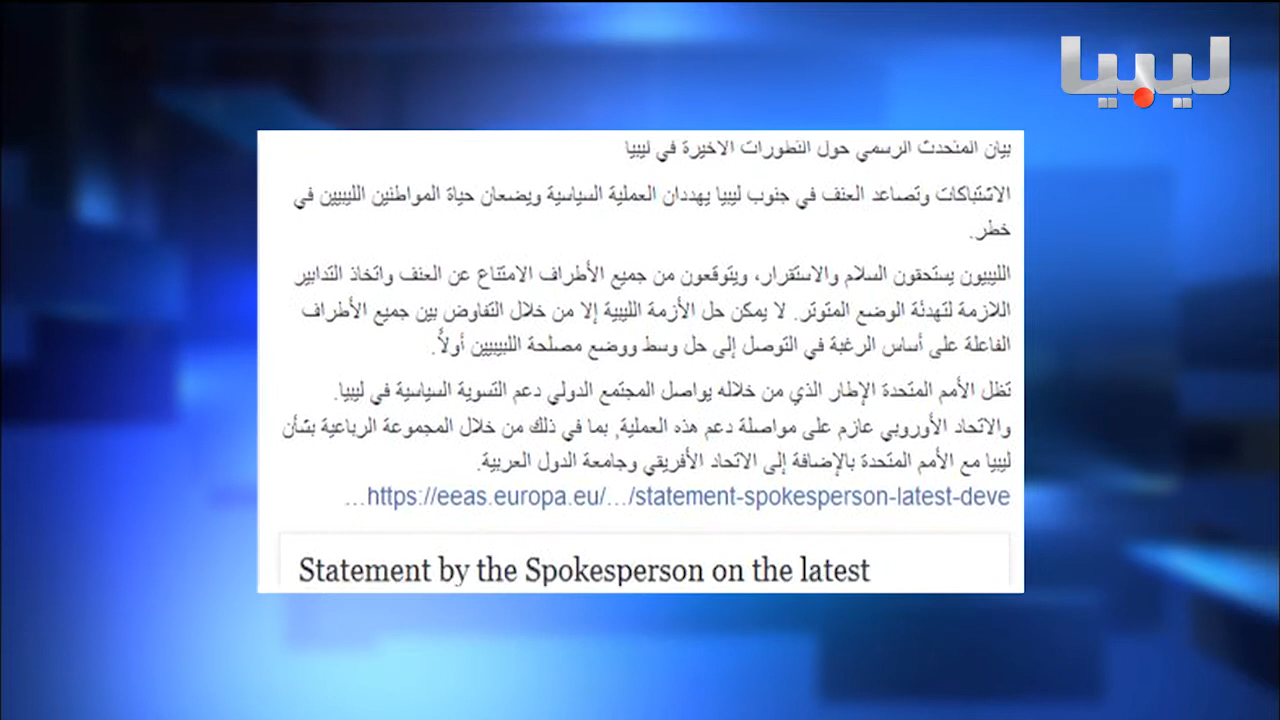 ليبيا
بيان المتحدث الرسمي حول التطورات الاخيرة في ليبيا
الاشتباكات وتصاعد العنف في جنوب ليبيا يهددان العملية السياسية ويضعان حياة المواطنين الليبيين في
خطر.
الليبيون يستحقون السلام والاستقرار، ويتوقعون من جميع الأطراف الامتناع عن العنف واتخاذ التدابير
اللازمة لتهدئة الوضع المتوتر. لا يمكن حل الأزمة الليبية إلا من خلال التفاوض بين جميع الأطراف
الفاعلة على أساس الرغبة في التوصل إلى حل وسط ووضع مصلحة الليبيين أولاً.
تظل الأمم المتحدة الإطار الذي من خلاله يواصل المجتمع الدولي دعم التسوية السياسية في ليبيا.
والاتحاد الأوروبي عازم على مواصلة دعم هذه العملية, بما في ذلك من خلال المجموعة الرباعية بشأن
ليبيا مع الأمم المتحدة بالإضافة إلى الاتحاد الأفريقي وجامعة الدول العربية.
https://eeas.europa.eu/…/statement-spokesperson-latest-deve…
Statement by the Spokesperson on the latest